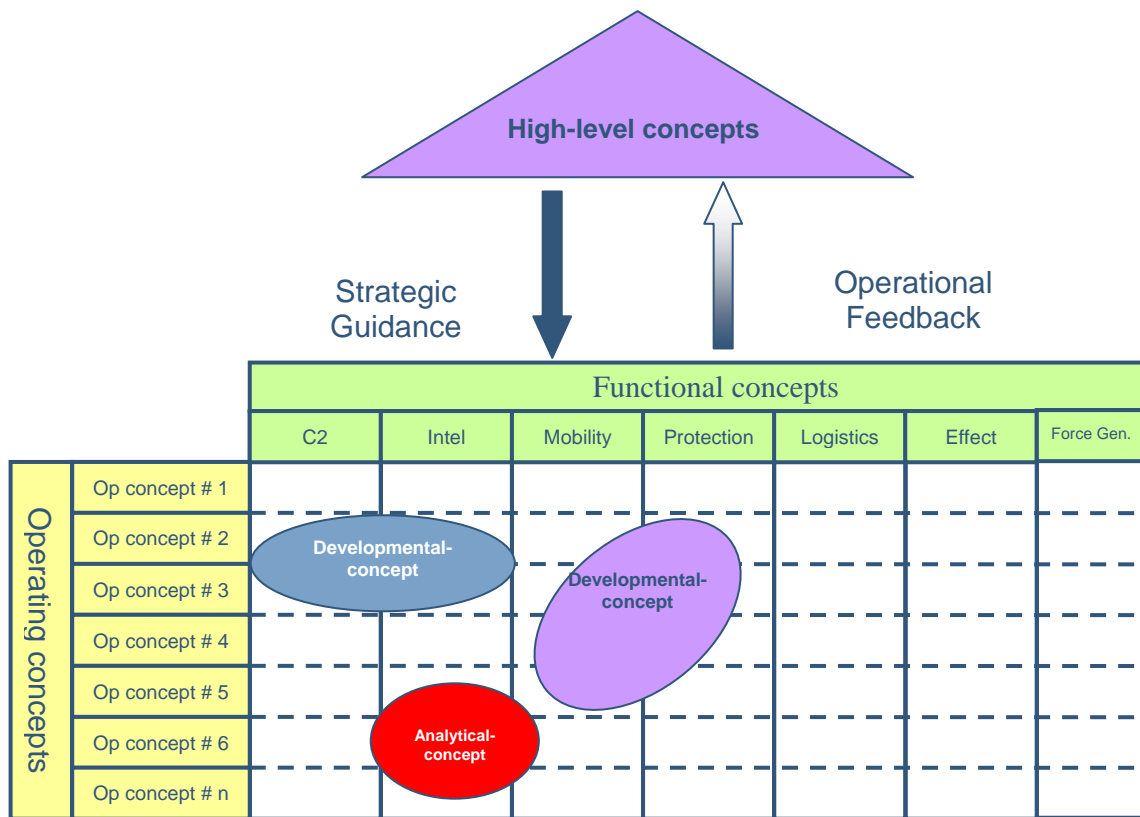 High-level concepts
Strategic
Guidance
Operational
Feedback
Functional concepts
C2
Intel
Mobility
Protection
Logistics
Effect
Force Gen.
Operating concepts
Op concept # 1
Op concept # 2
Op concept # 3
Op concept # 4
Op concept # 5
Op concept # 6
Op concept # n
Developmental-
concept
Developmental-
concept
Analytical-
concept